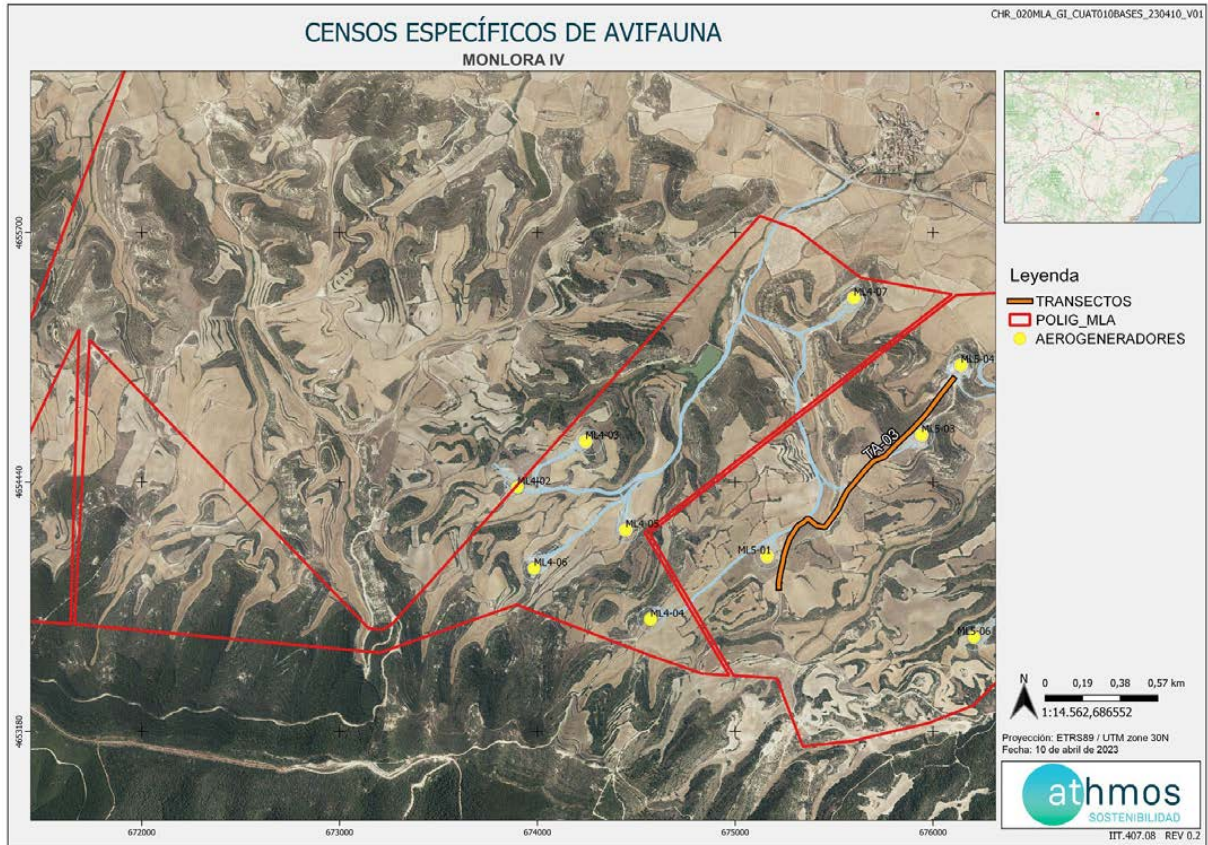 CHR_020MLA_GI_CUAT010BASES_230410_V01
CENSOS ESPECÍFICOS DE AVIFAUNA
MONLORA IV
4655700
4654440
4653180
ML4-07
ML5-04
ML5-03
TA-03
ML4-03
ML4-02
ML4-05
ML5-01
ML4-06
ML4-04
ML5-06
672000
673000
674000
675000
676000
Leyenda
TRANSECTOS
POLIG_MLA
AEROGENERADORES
N
0 0,19 0,38 0,57 km
1:14.562,686552
Proyección: ETRS89 / UTM zone 30N
Fecha: 10 de abril de 2023
athmos
SOSTENIBILIDAD
IIT.407.08 REV 0.2